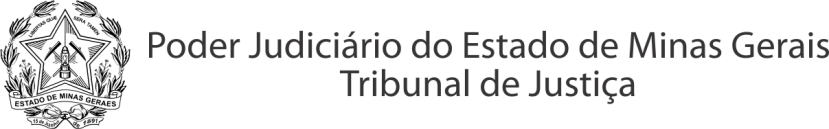 LIBERTAS QUÆ SERA TAMEN
ESTADO DE MINAS GERAES
Poder Judiciário do Estado de Minas Gerais
Tribunal de Justiça